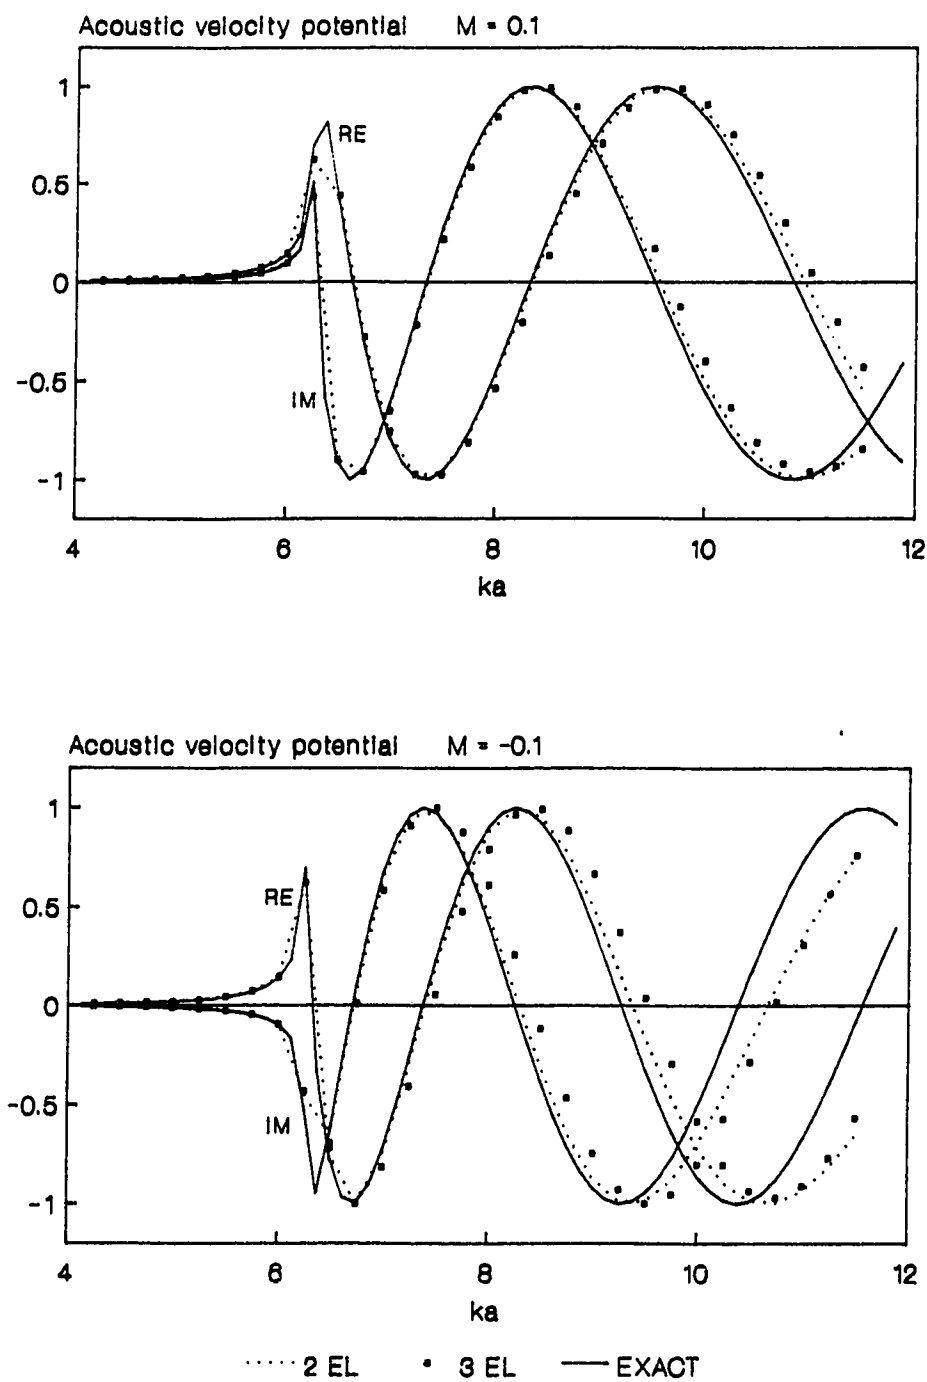 Acoustic velocity potential M = 0.1
1
0.5
0
-0.5
-1
RE
IM
4 6 8 10 12
ka
Acoustic velocity potential M = -0.1
1
0.5
0
-0.5
-1
RE
IM
4 6 8 10 12
ka
2 EL 3 EL EXACT